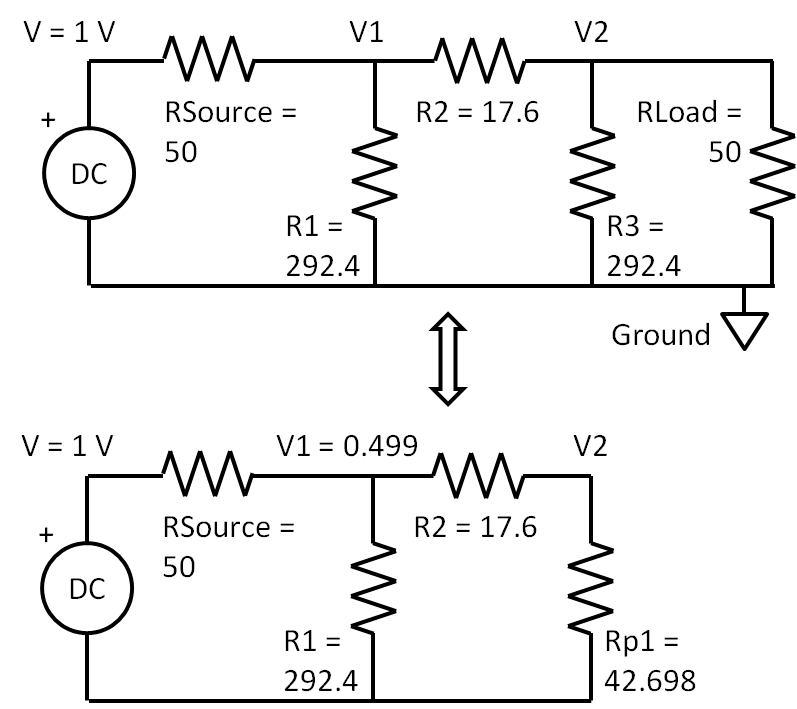 V = 1 V
V1
V2
+
RSource =
50
R2 = 17.6
RLoad =
50
DC
R1 =
292.4
R3 =
292.4
Ground
V = 1 V
V1 = 0.499
V2
+
RSource =
50
R2 = 17.6
DC
R1 =
292.4
Rp1 =
42.698